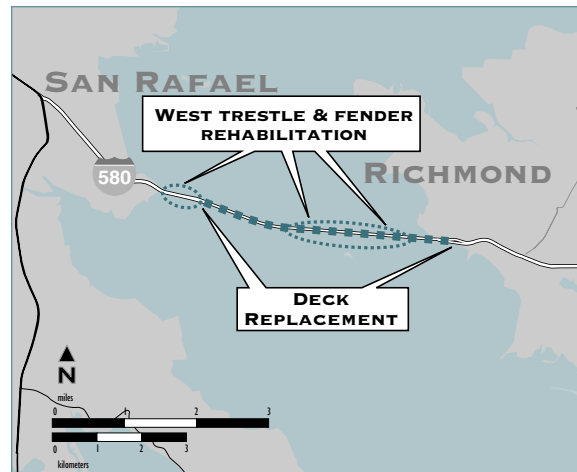 SAN RAFAEL
WEST TRESTLE & FENDER
REHABILITATION
RICHMOND
580
DECK
REPLACEMENT
N
miles
0 1 2 3
0 1 2 3
kilometers